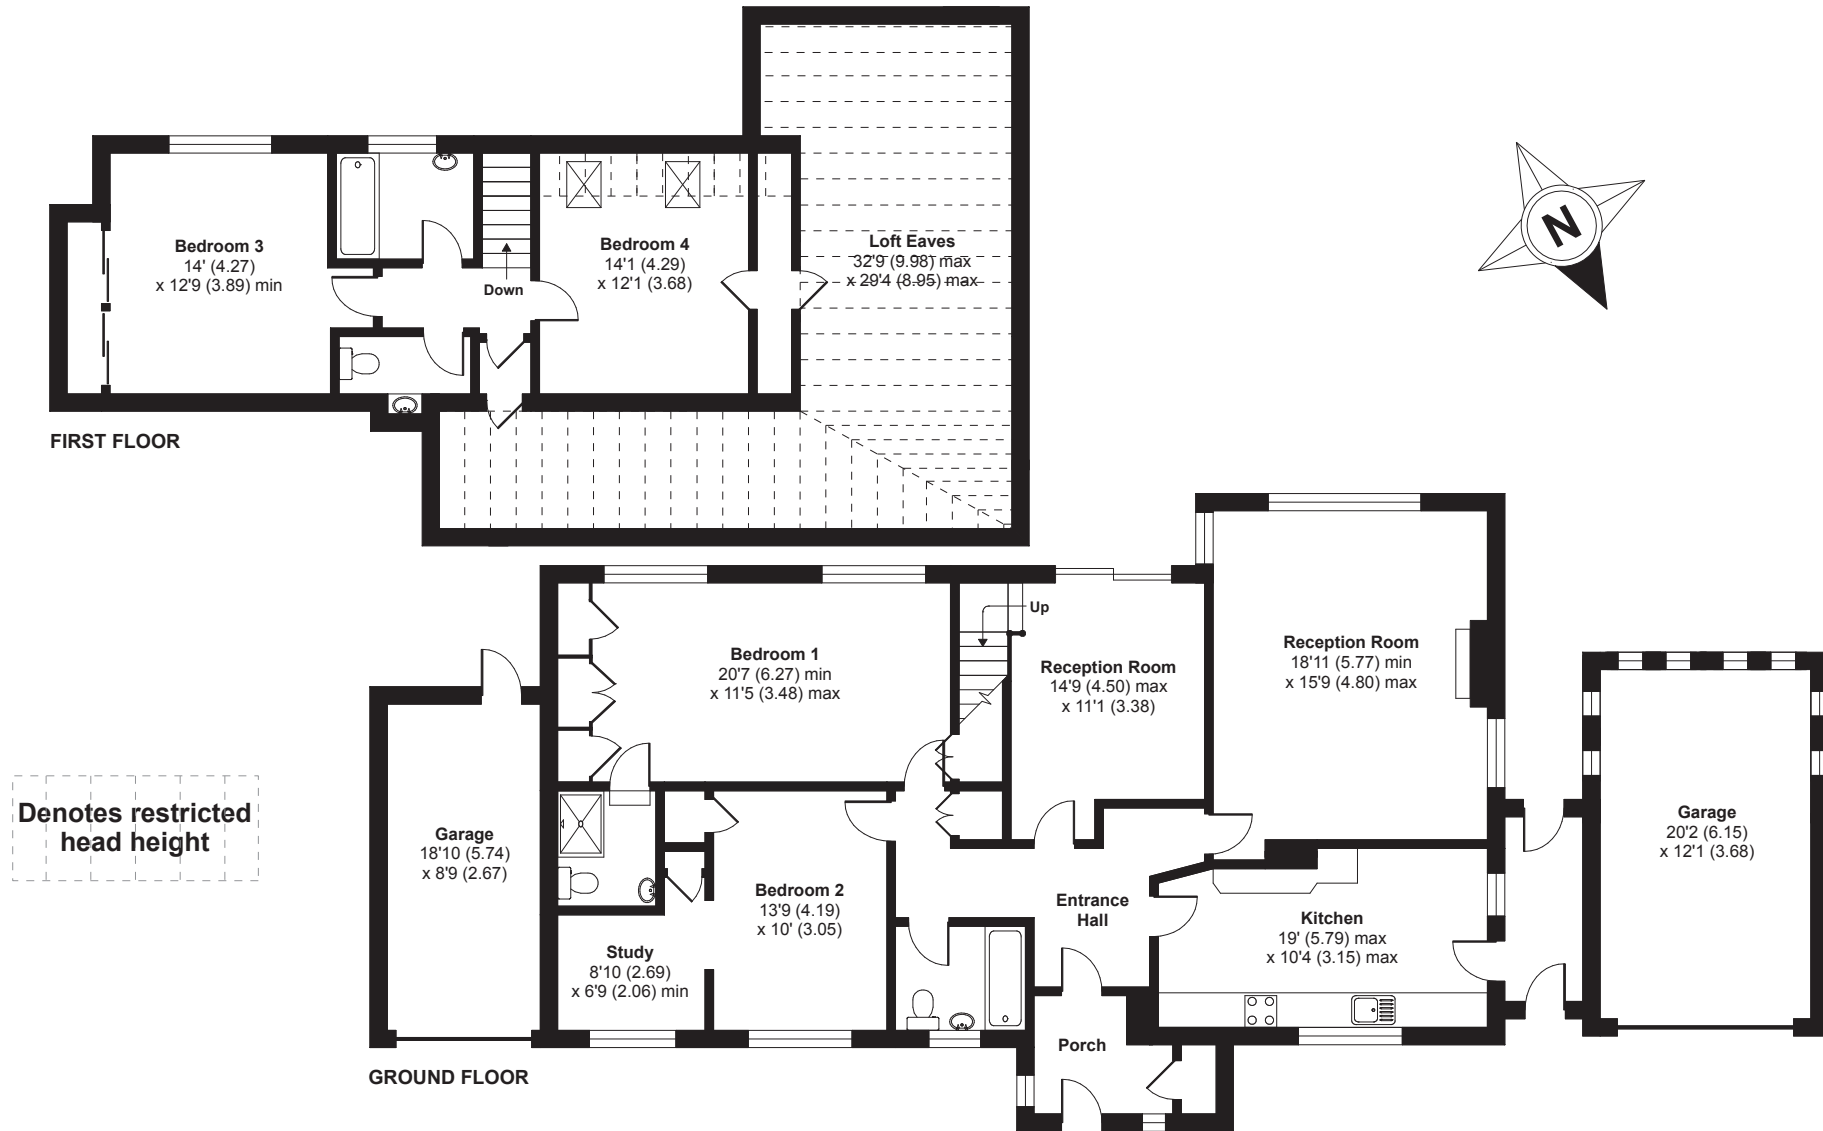 Bedroom 3
14' (4.27)
x 12'9 (3.89) min
Down
Bedroom 4
14'1 (4.29)
x 12'1 (3.68)
Loft Eaves
32'9 (9.98) max
x 29'4 (8.95) max
N
FIRST FLOOR
Denotes restricted
head height
Garage
18'10 (5.74)
x 8'9 (2.67)
Bedroom 1
20'7 (6.27) min
x 11'5 (3.48) max
Up
Reception Room
14'9 (4.50) max
x 11'1 (3.38)
Reception Room
18'11 (5.77) min
x 15'9 (4.80) max
Garage
20'2 (6.15)
x 12'1 (3.68)
Bedroom 2
13'9 (4.19)
x 10' (3.05)
Study
8'10 (2.69)
x 6'9 (2.06) min
Entrance
Hall
Kitchen
19' (5.79) max
x 10'4 (3.15) max
Porch
GROUND FLOOR